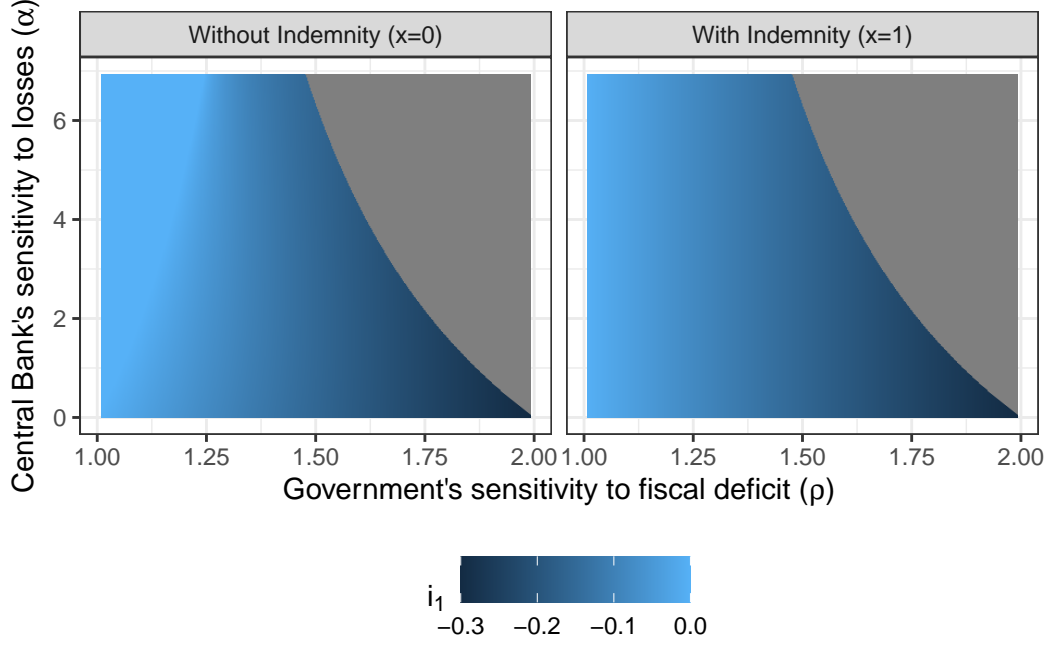 Without Indemnity (x=0)
With Indemnity (x=1)
Central Bank's sensitivity to losses (α)
6
4
2
0
1.00 1.25 1.50 1.75 2.00
1.00 1.25 1.50 1.75 2.00
Government's sensitivity to fiscal deficit (ρ)
i₁
−0.3 −0.2 −0.1 0.0